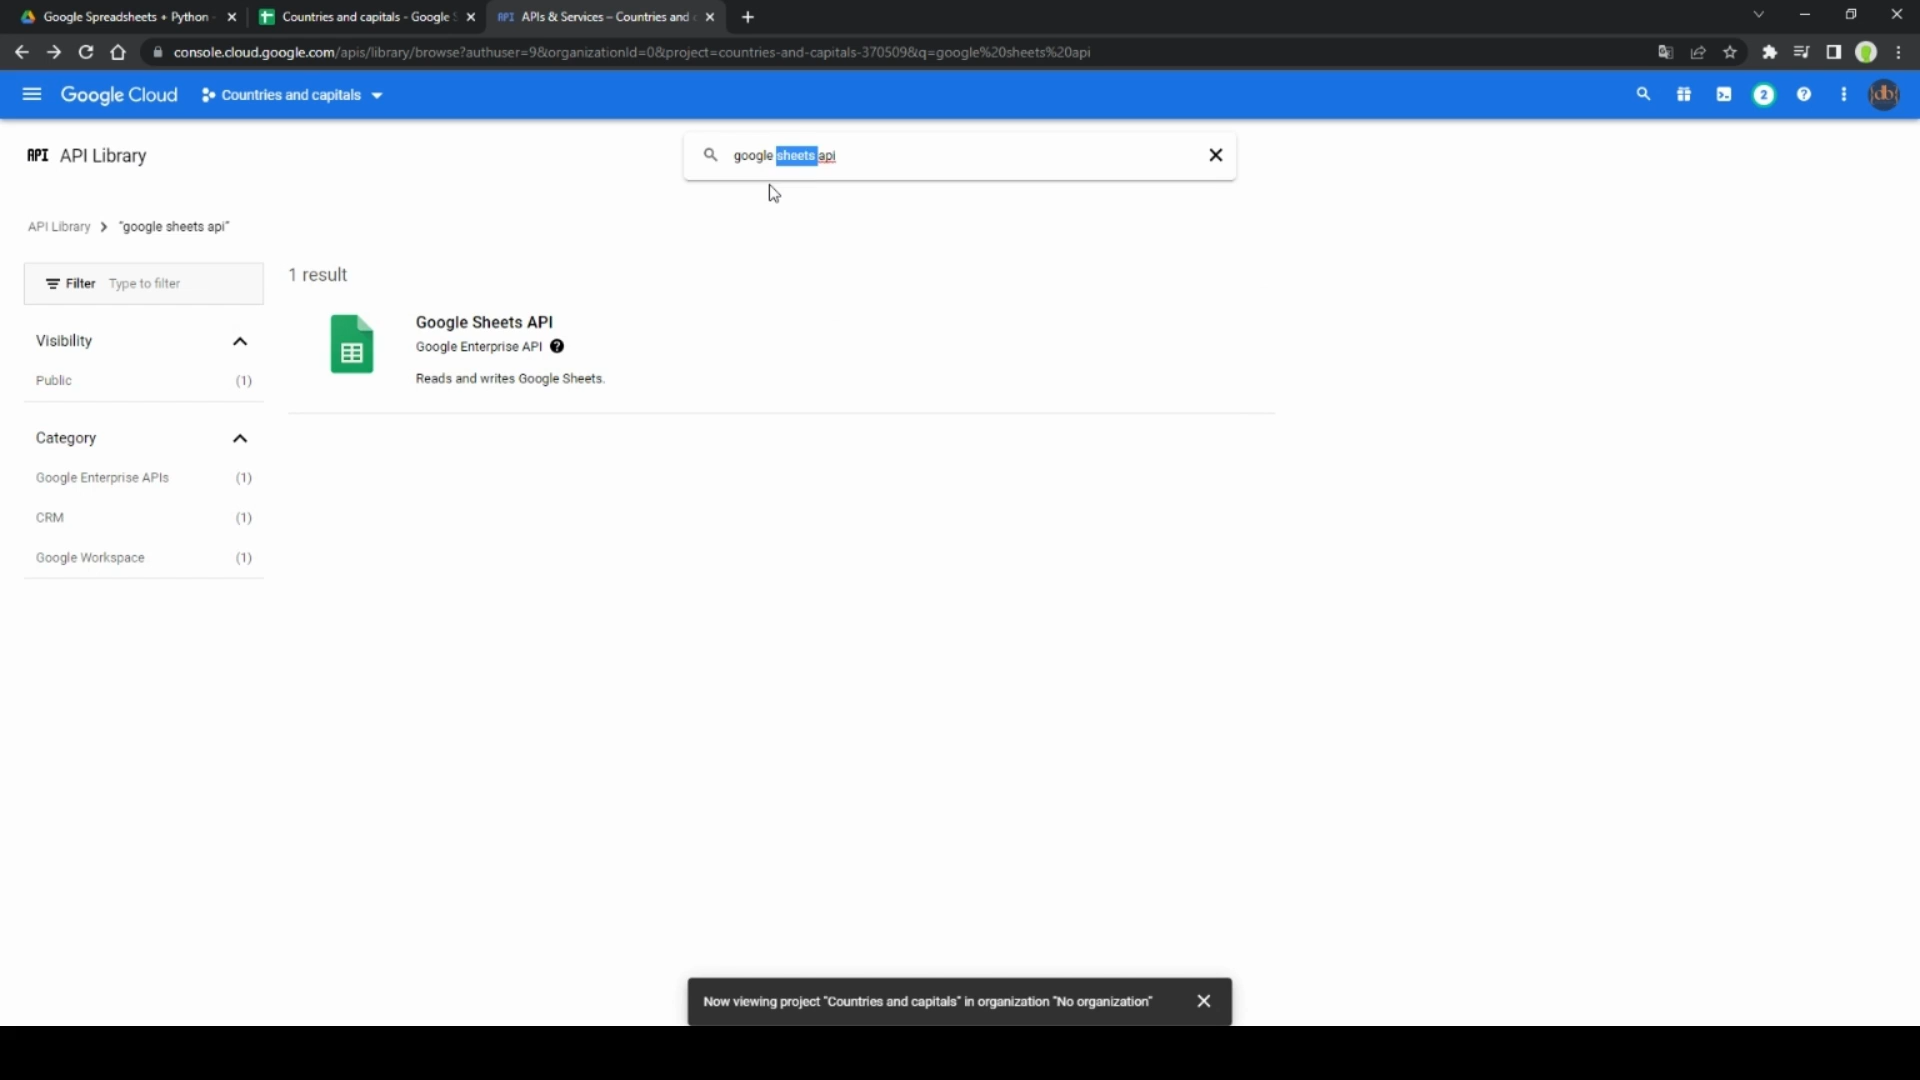 Google Spreadsheets + Python
Countries and capitals - Google S
API APIs & Services – Countries and c
console.cloud.google.com/apis/library/browse?authuser=9&organizationId=0&project=countries-and-capitals-370509&q=google%20sheets%20api
Google Cloud
Countries and capitals
2
{db}
API API Library
google sheets api
API Library
"google sheets api"
Filter Type to filter
1 result
Google Sheets API
Google Enterprise API
Reads and writes Google Sheets.
Visibility
Public (1)
Category
Google Enterprise APIs (1)
CRM (1)
Google Workspace (1)
Now viewing project "Countries and capitals" in organization "No organization"